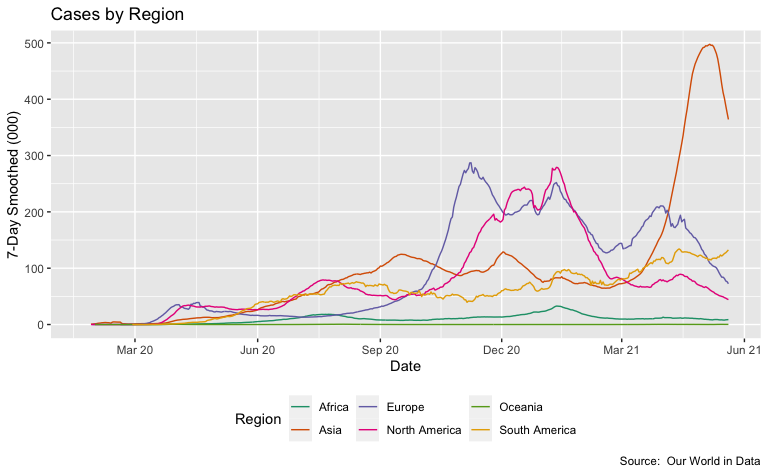 Cases by Region
7-Day Smoothed (000)
500
400
300
200
100
0
Mar 20 Jun 20 Sep 20 Dec 20 Mar 21 Jun 21
Date
Region
Africa Europe Oceania
Asia North America South America
Source: Our World in Data